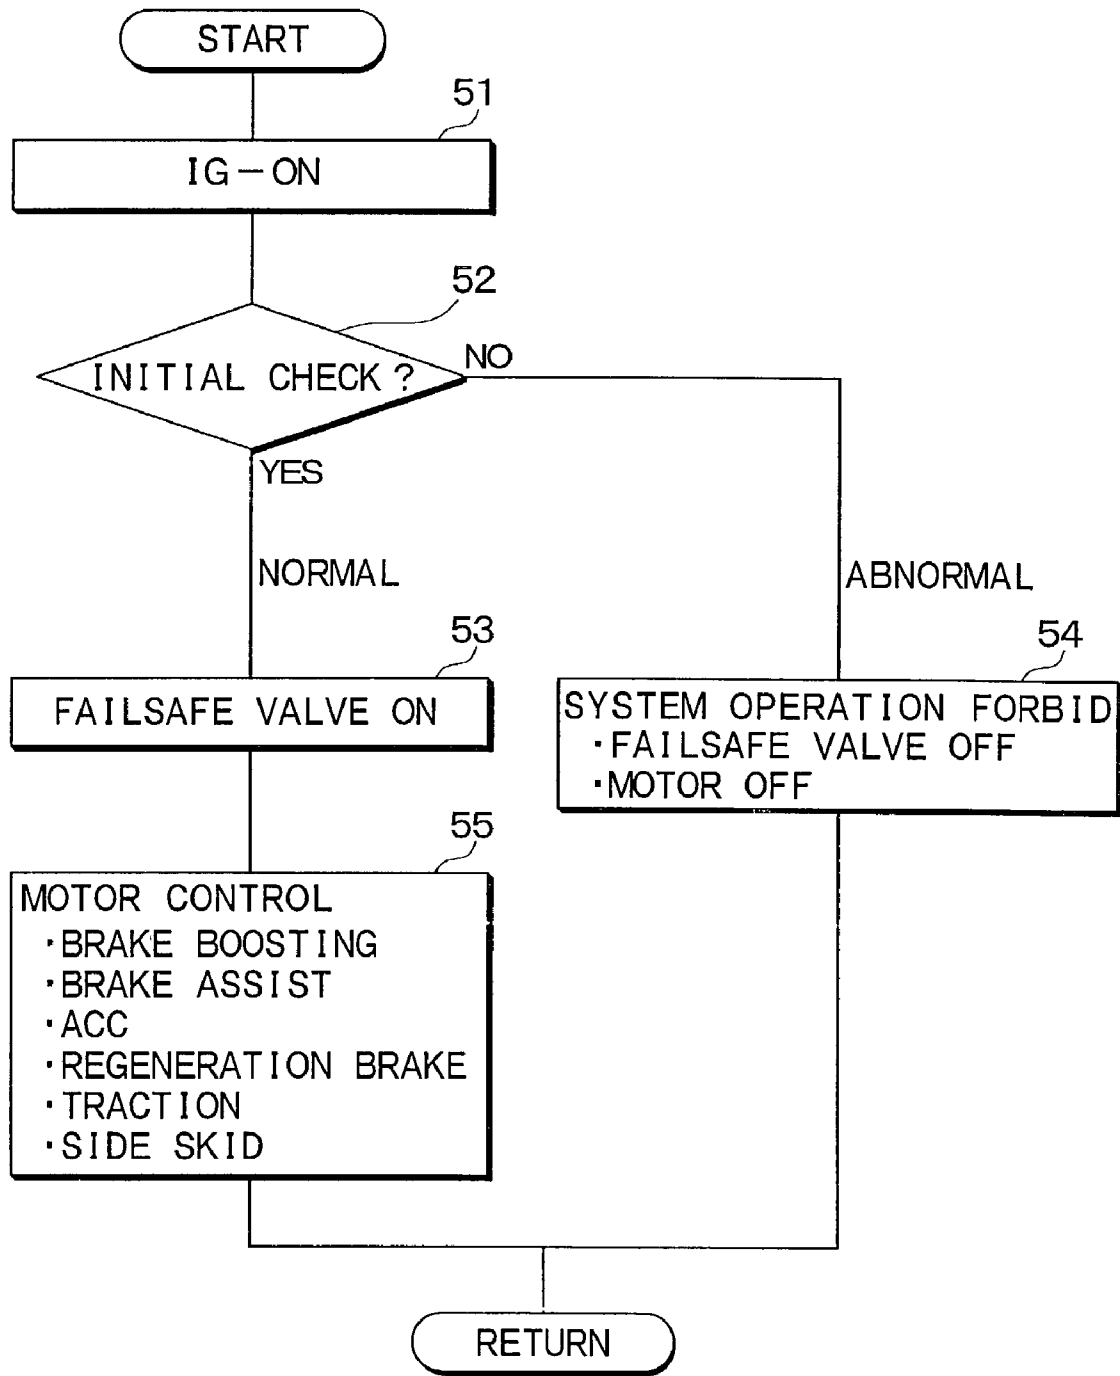 START
51
IG-ON
52
INITIAL CHECK?
NO
YES
NORMAL
ABNORMAL
53
FAILSAFE VALVE ON
54
SYSTEM OPERATION FORBID
·FAILSAFE VALVE OFF
·MOTOR OFF
55
MOTOR CONTROL
·BRAKE BOOSTING
·BRAKE ASSIST
·ACC
·REGENERATION BRAKE
·TRACTION
·SIDE SKID
RETURN